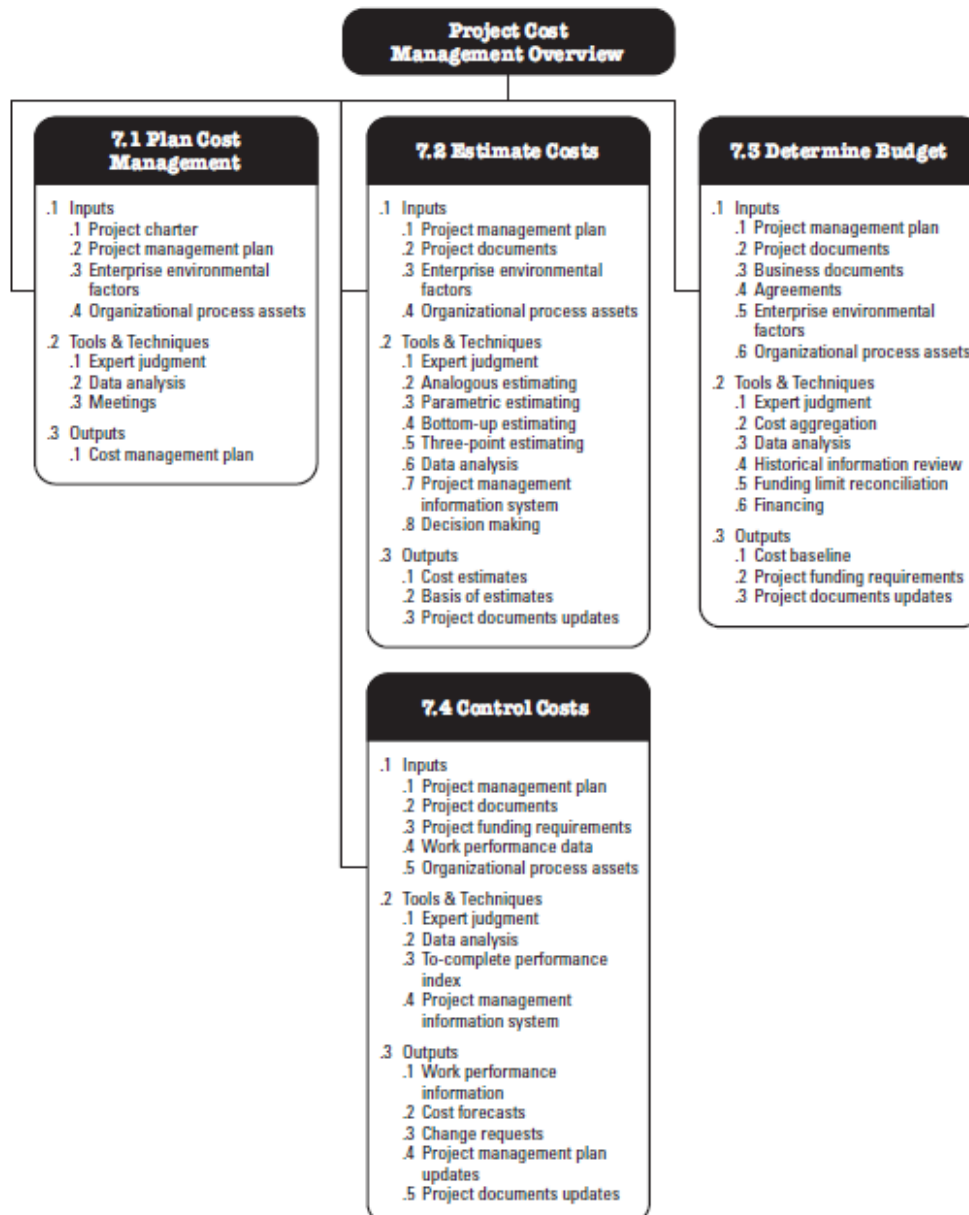 Project Cost
Management Overview
7.1 Plan Cost
Management
.1 Inputs
.1 Project charter
.2 Project management plan
.3 Enterprise environmental
factors
.4 Organizational process assets
.2 Tools & Techniques
.1 Expert judgment
.2 Data analysis
.3 Meetings
.3 Outputs
.1 Cost management plan
7.2 Estimate Costs
.1 Inputs
.1 Project management plan
.2 Project documents
.3 Enterprise environmental
factors
.4 Organizational process assets
.2 Tools & Techniques
.1 Expert judgment
.2 Analogous estimating
.3 Parametric estimating
.4 Bottom-up estimating
.5 Three-point estimating
.6 Data analysis
.7 Project management
information system
.8 Decision making
.3 Outputs
.1 Cost estimates
.2 Basis of estimates
.3 Project documents updates
7.3 Determine Budget
.1 Inputs
.1 Project management plan
.2 Project documents
.3 Business documents
.4 Agreements
.5 Enterprise environmental
factors
.6 Organizational process assets
.2 Tools & Techniques
.1 Expert judgment
.2 Cost aggregation
.3 Data analysis
.4 Historical information review
.5 Funding limit reconciliation
.6 Financing
.3 Outputs
.1 Cost baseline
.2 Project funding requirements
.3 Project documents updates
7.4 Control Costs
.1 Inputs
.1 Project management plan
.2 Project documents
.3 Project funding requirements
.4 Work performance data
.5 Organizational process assets
.2 Tools & Techniques
.1 Expert judgment
.2 Data analysis
.3 To-complete performance
index
.4 Project management
information system
.3 Outputs
.1 Work performance
information
.2 Cost forecasts
.3 Change requests
.4 Project management plan
updates
.5 Project documents updates